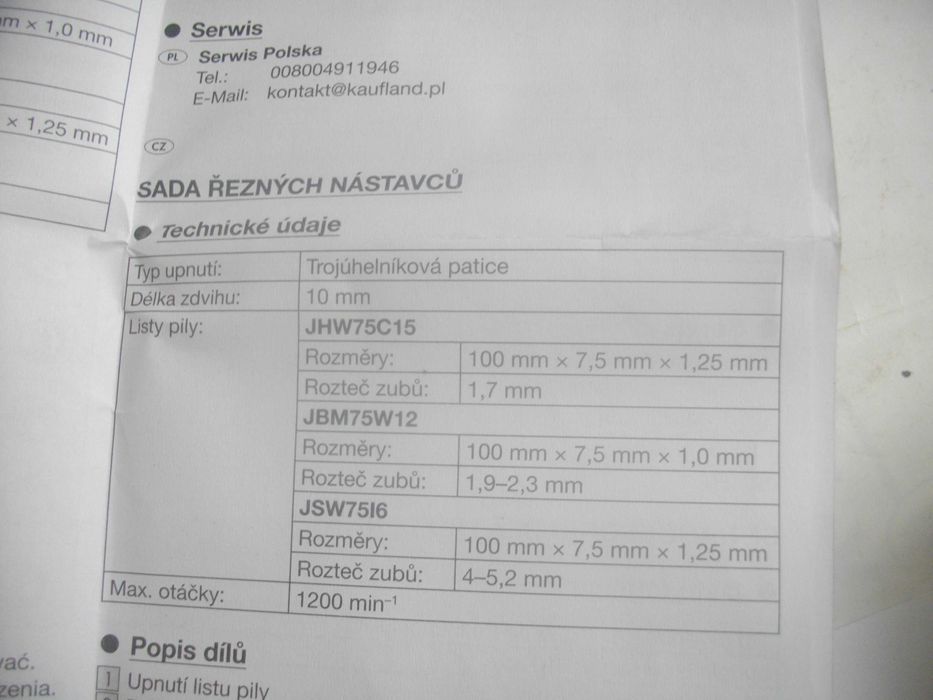 m × 1,0 mm
× 1,25 mm
● Serwis
PL Serwis Polska
Tel.: 008004911946
E-Mail: kontakt@kaufland.pl
CZ
SADA ŘEZNÝCH NÁSTAVCŮ
● Technické údaje
Typ upnutí: Trojúhelníková patice
Délka zdvihu: 10 mm
Listy pily: JHW75C15
Rozměry: 100 mm × 7,5 mm × 1,25 mm
Rozteč zubů: 1,7 mm
JBM75W12
Rozměry: 100 mm × 7,5 mm × 1,0 mm
Rozteč zubů: 1,9–2,3 mm
JSW75I6
Rozměry: 100 mm × 7,5 mm × 1,25 mm
Rozteč zubů: 4–5,2 mm
Max. otáčky: 1200 min⁻¹
● Popis dílů
1 Upnutí listu pily
vać.
zenia.